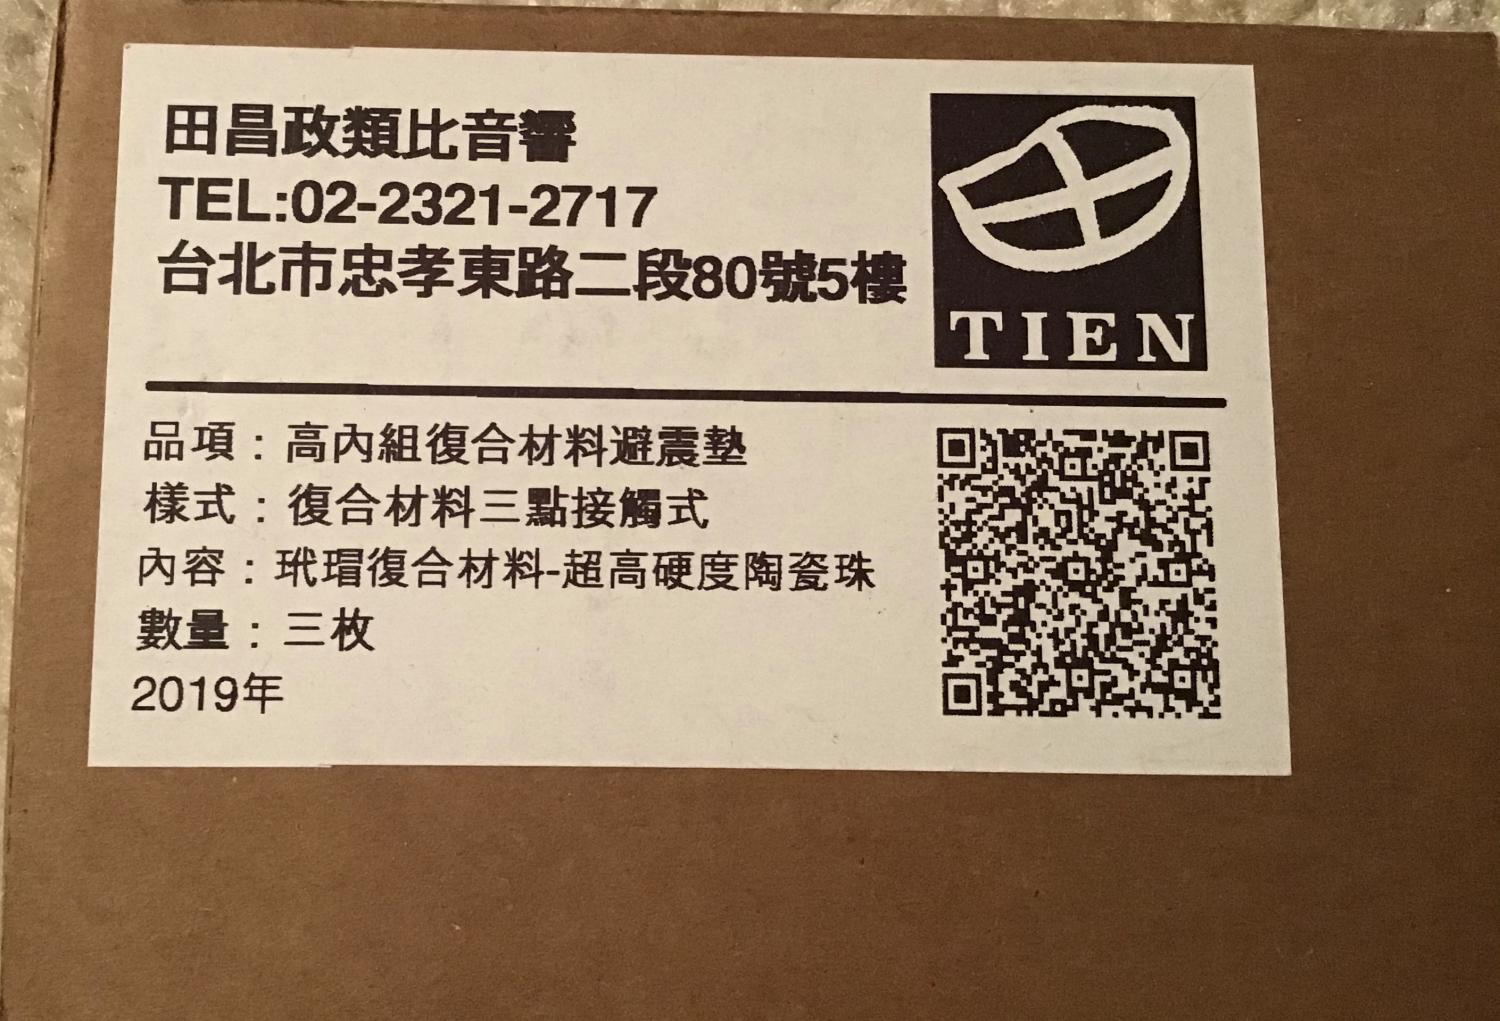 田昌政類比音響
TEL:02-2321-2717
台北市忠孝東路二段80號5樓
TIEN
品項：高內組復合材料避震墊
樣式：復合材料三點接觸式
內容：玳瑁復合材料-超高硬度陶瓷珠
數量：三枚
2019年